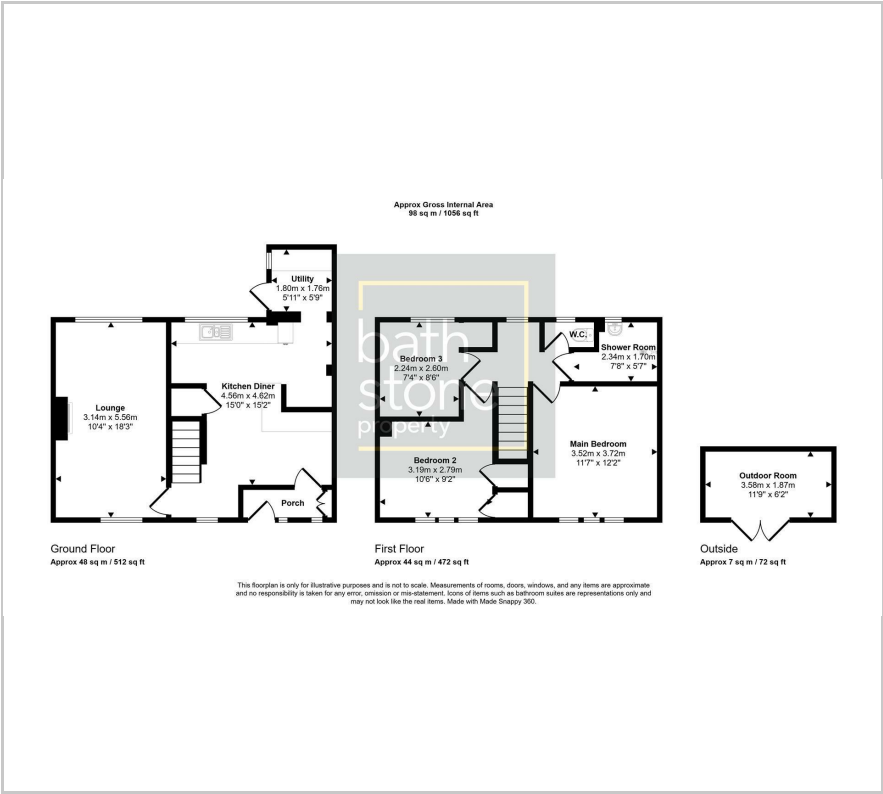 Approx Gross Internal Area
98 sq m / 1056 sq ft
Utility
1.80m x 1.76m
5'11" x 5'9"
Lounge
3.14m x 5.56m
10'4" x 18'3"
Kitchen Diner
4.56m x 4.62m
15'0" x 15'2"
Porch
Ground Floor
Approx 48 sq m / 512 sq ft
bath
stone
property
Bedroom 3
2.24m x 2.60m
7'4" x 8'6"
W.C.
Shower Room
2.34m x 1.70m
7'8" x 5'7"
Bedroom 2
3.19m x 2.79m
10'6" x 9'2"
Main Bedroom
3.52m x 3.72m
11'7" x 12'2"
First Floor
Approx 44 sq m / 472 sq ft
Outdoor Room
3.58m x 1.87m
11'9" x 6'2"
Outside
Approx 7 sq m / 72 sq ft
This floorplan is only for illustrative purposes and is not to scale. Measurements of rooms, doors, windows, and any items are approximate
and no responsibility is taken for any error, omission or mis-statement. Icons of items such as bathroom suites are representations only and
may not look like the real items. Made with Made Snappy 360.